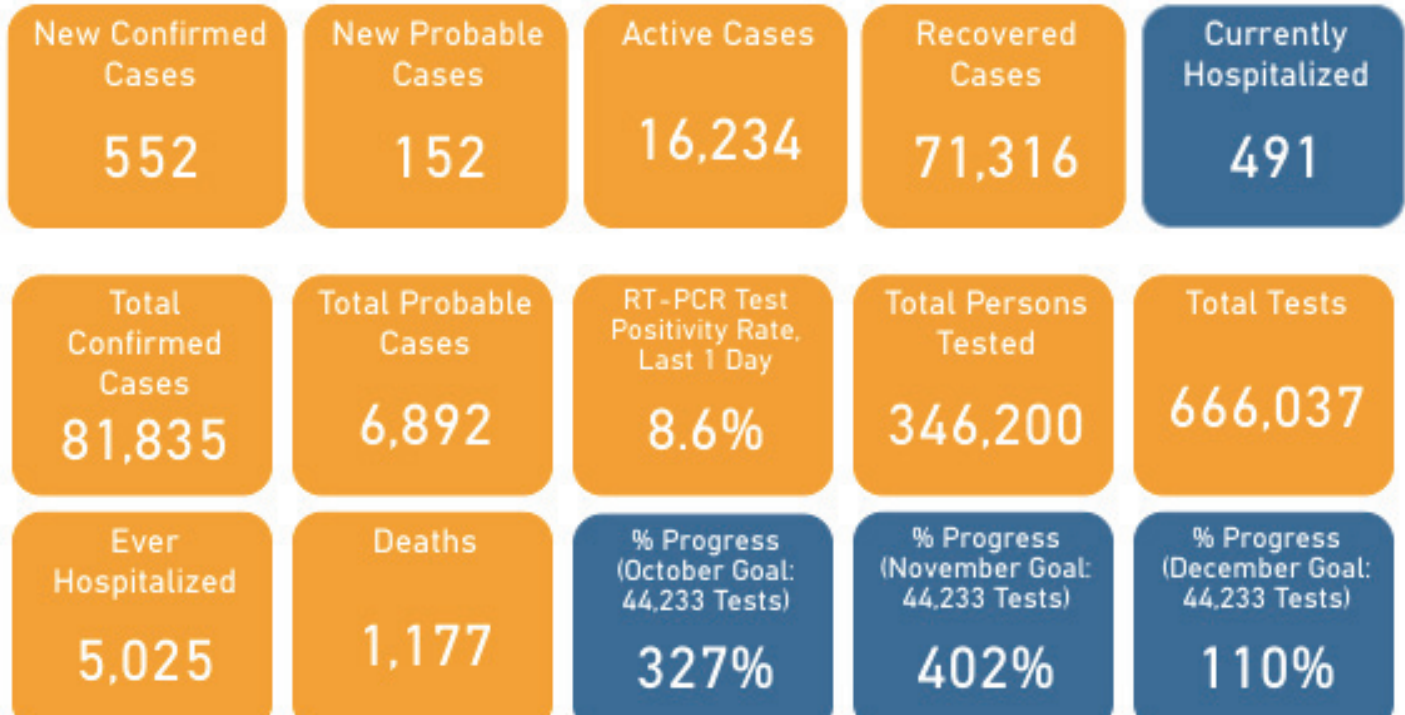 New Confirmed
Cases
552
New Probable
Cases
152
Active Cases
16,234
Recovered
Cases
71,316
Currently
Hospitalized
491
Total
Confirmed
Cases
81,835
Total Probable
Cases
6,892
RT-PCR Test
Positivity Rate,
Last 1 Day
8.6%
Total Persons
Tested
346,200
Total Tests
666,037
Ever
Hospitalized
5,025
Deaths
1,177
% Progress
(October Goal:
44,233 Tests)
327%
% Progress
(November Goal:
44,233 Tests)
402%
% Progress
(December Goal:
44,233 Tests)
110%